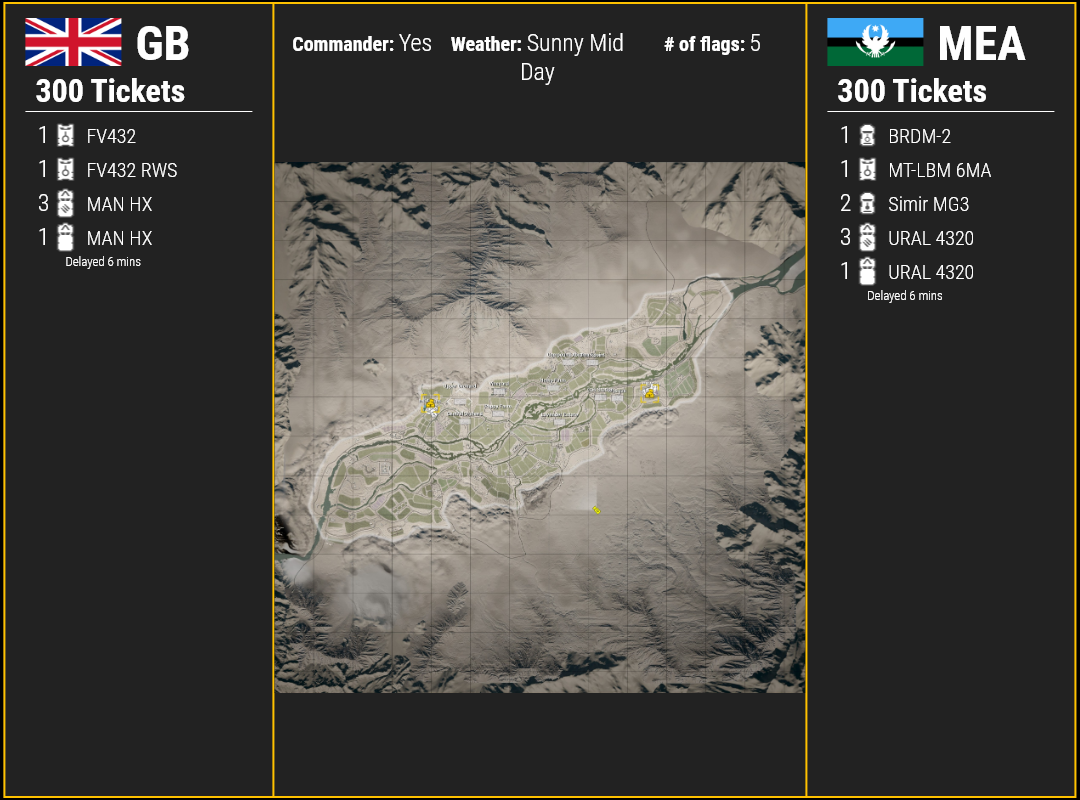 GB
300 Tickets
1 FV432
1 FV432 RWS
3 MAN HX
1 MAN HX
Delayed 6 mins
Commander: Yes Weather: Sunny Mid Day # of flags: 5
MEA
300 Tickets
1 BRDM-2
1 MT-LBM 6MA
2 Simir MG3
3 URAL 4320
1 URAL 4320
Delayed 6 mins